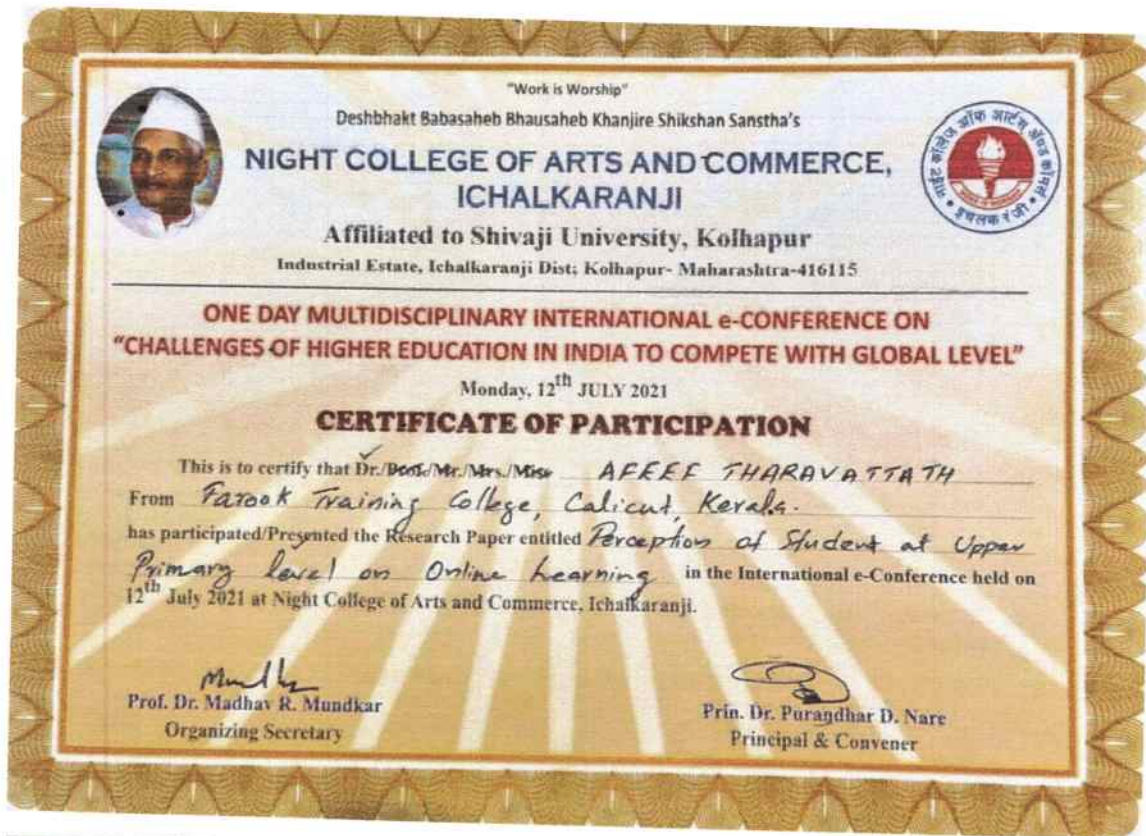 "Work is Worship"
Deshbhakt Babasaheb Bhausaheb Khanjire Shikshan Sanstha's
NIGHT COLLEGE OF ARTS AND COMMERCE,
ICHALKARANJI
नाईट कॉलेज ऑफ आर्टस् अँण्ड कॉमर्स
इचलकरंजी
Affiliated to Shivaji University, Kolhapur
Industrial Estate, Ichalkaranji Dist; Kolhapur- Maharashtra-416115
ONE DAY MULTIDISCIPLINARY INTERNATIONAL e-CONFERENCE ON
"CHALLENGES OF HIGHER EDUCATION IN INDIA TO COMPETE WITH GLOBAL LEVEL"
Monday, 12th JULY 2021
CERTIFICATE OF PARTICIPATION
This is to certify that Dr./Prof./Mr./Mrs./Miss AFEEF THARAVATTATH
From Farook Training College, Calicut, Kerala.
has participated/Presented the Research Paper entitled Perception of Student at Upper
Primary level on Online Learning in the International e-Conference held on
12th July 2021 at Night College of Arts and Commerce, Ichalkaranji.
Prof. Dr. Madhav R. Mundkar
Organizing Secretary
Prin. Dr. Purandhar D. Nare
Principal & Convener